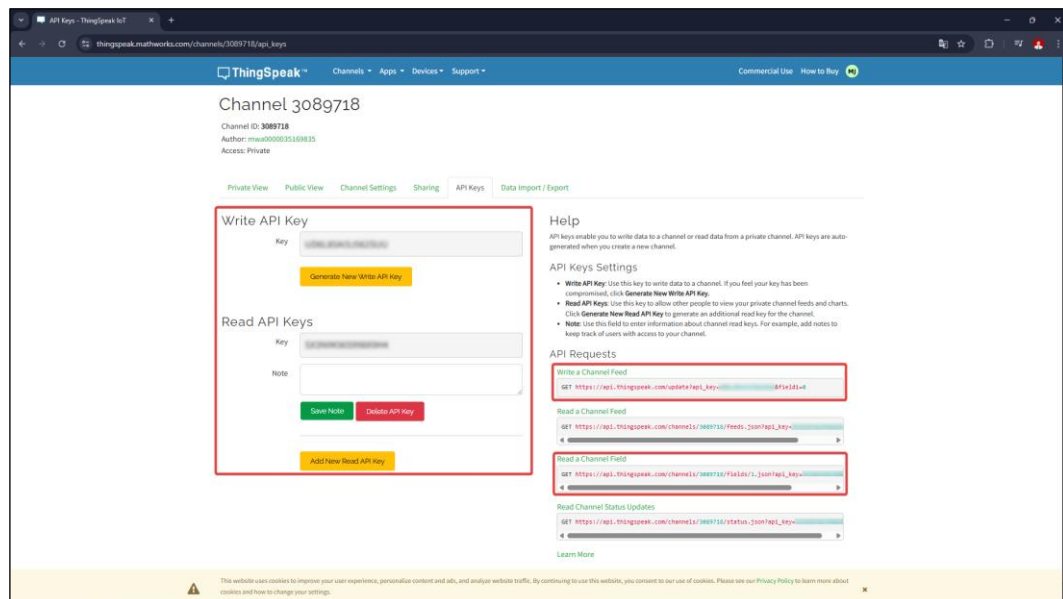 API Keys - ThingSpeak IoT
thingspeak.mathworks.com/channels/3089718/api_keys
ThingSpeak™
Channels
Apps
Devices
Support
Commercial Use
How to Buy
MJ
Channel 3089718
Channel ID: 3089718
Author: mwa0000035169835
Access: Private
Private View
Public View
Channel Settings
Sharing
API Keys
Data Import / Export
Write API Key
Key
Generate New Write API Key
Read API Keys
Key
Note
Save Note
Delete API Key
Add New Read API Key
Help
API keys enable you to write data to a channel or read data from a private channel. API keys are auto-
generated when you create a new channel.
API Keys Settings
• Write API Key: Use this key to write data to a channel. If you feel your key has been
compromised, click Generate New Write API Key.
• Read API Keys: Use this key to allow other people to view your private channel feeds and charts.
Click Generate New Read API Key to generate an additional read key for the channel.
• Note: Use this field to enter information about channel read keys. For example, add notes to
keep track of users with access to your channel.
API Requests
Write a Channel Feed
GET https://api.thingspeak.com/update?api_key= &field1=0
Read a Channel Feed
GET https://api.thingspeak.com/channels/3089718/feeds.json?api_key=
Read a Channel Field
GET https://api.thingspeak.com/channels/3089718/fields/1.json?api_key=
Read Channel Status Updates
GET https://api.thingspeak.com/channels/3089718/status.json?api_key=
Learn More
This website uses cookies to improve your user experience, personalize content and ads, and analyze website traffic. By continuing to use this website, you consent to our use of cookies. Please see our Privacy Policy to learn more about
cookies and how to change your settings.